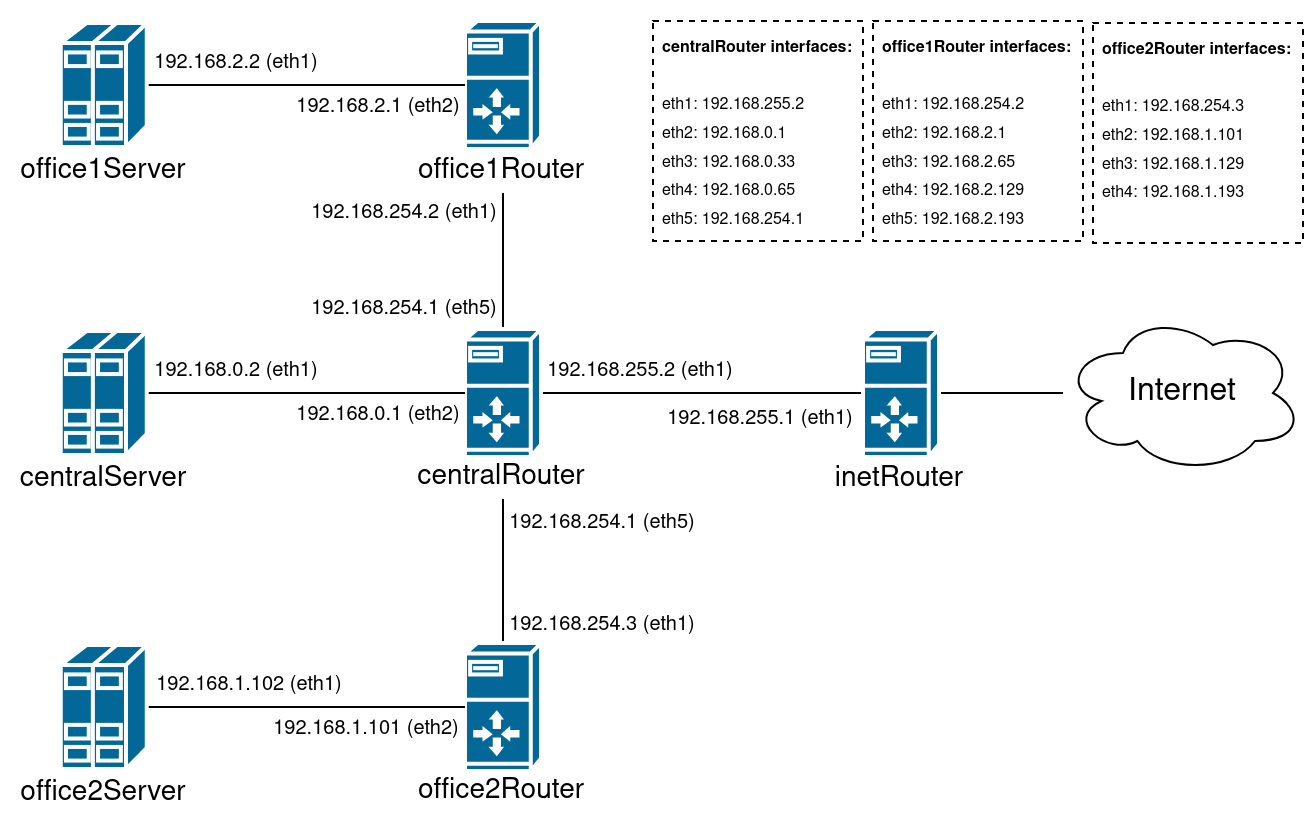 192.168.2.2 (eth1)
192.168.2.1 (eth2)
office1Server
office1Router
centralRouter interfaces:
eth1: 192.168.255.2
eth2: 192.168.0.1
eth3: 192.168.0.33
eth4: 192.168.0.65
eth5: 192.168.254.1
office1Router interfaces:
eth1: 192.168.254.2
eth2: 192.168.2.1
eth3: 192.168.2.65
eth4: 192.168.2.129
eth5: 192.168.2.193
office2Router interfaces:
eth1: 192.168.254.3
eth2: 192.168.1.101
eth3: 192.168.1.129
eth4: 192.168.1.193
192.168.254.2 (eth1)
192.168.254.1 (eth5)
192.168.0.2 (eth1)
192.168.0.1 (eth2)
192.168.255.2 (eth1)
192.168.255.1 (eth1)
Internet
centralServer
centralRouter
inetRouter
192.168.254.1 (eth5)
192.168.254.3 (eth1)
192.168.1.102 (eth1)
192.168.1.101 (eth2)
office2Server
office2Router